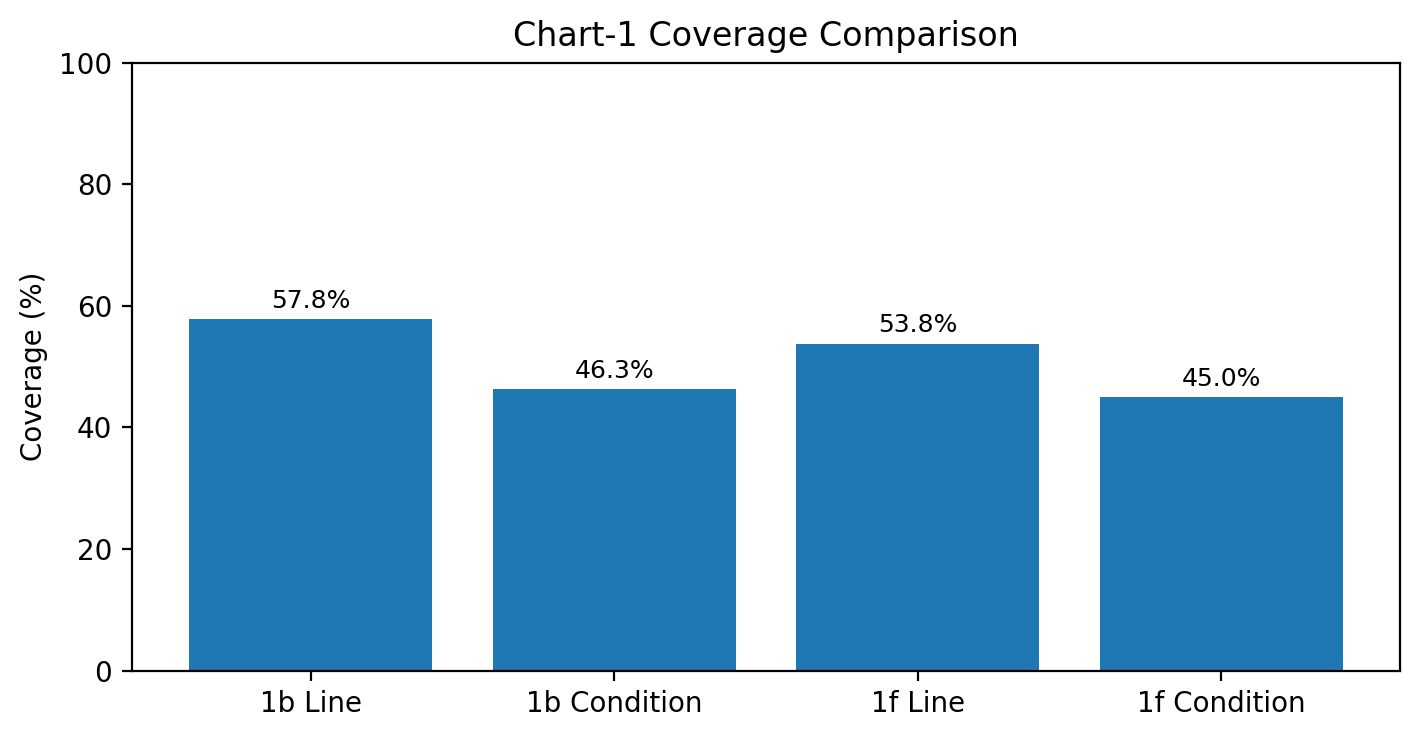 Chart-1 Coverage Comparison
Coverage (%)
100
80
60
40
20
0
57.8%
46.3%
53.8%
45.0%
1b Line
1b Condition
1f Line
1f Condition